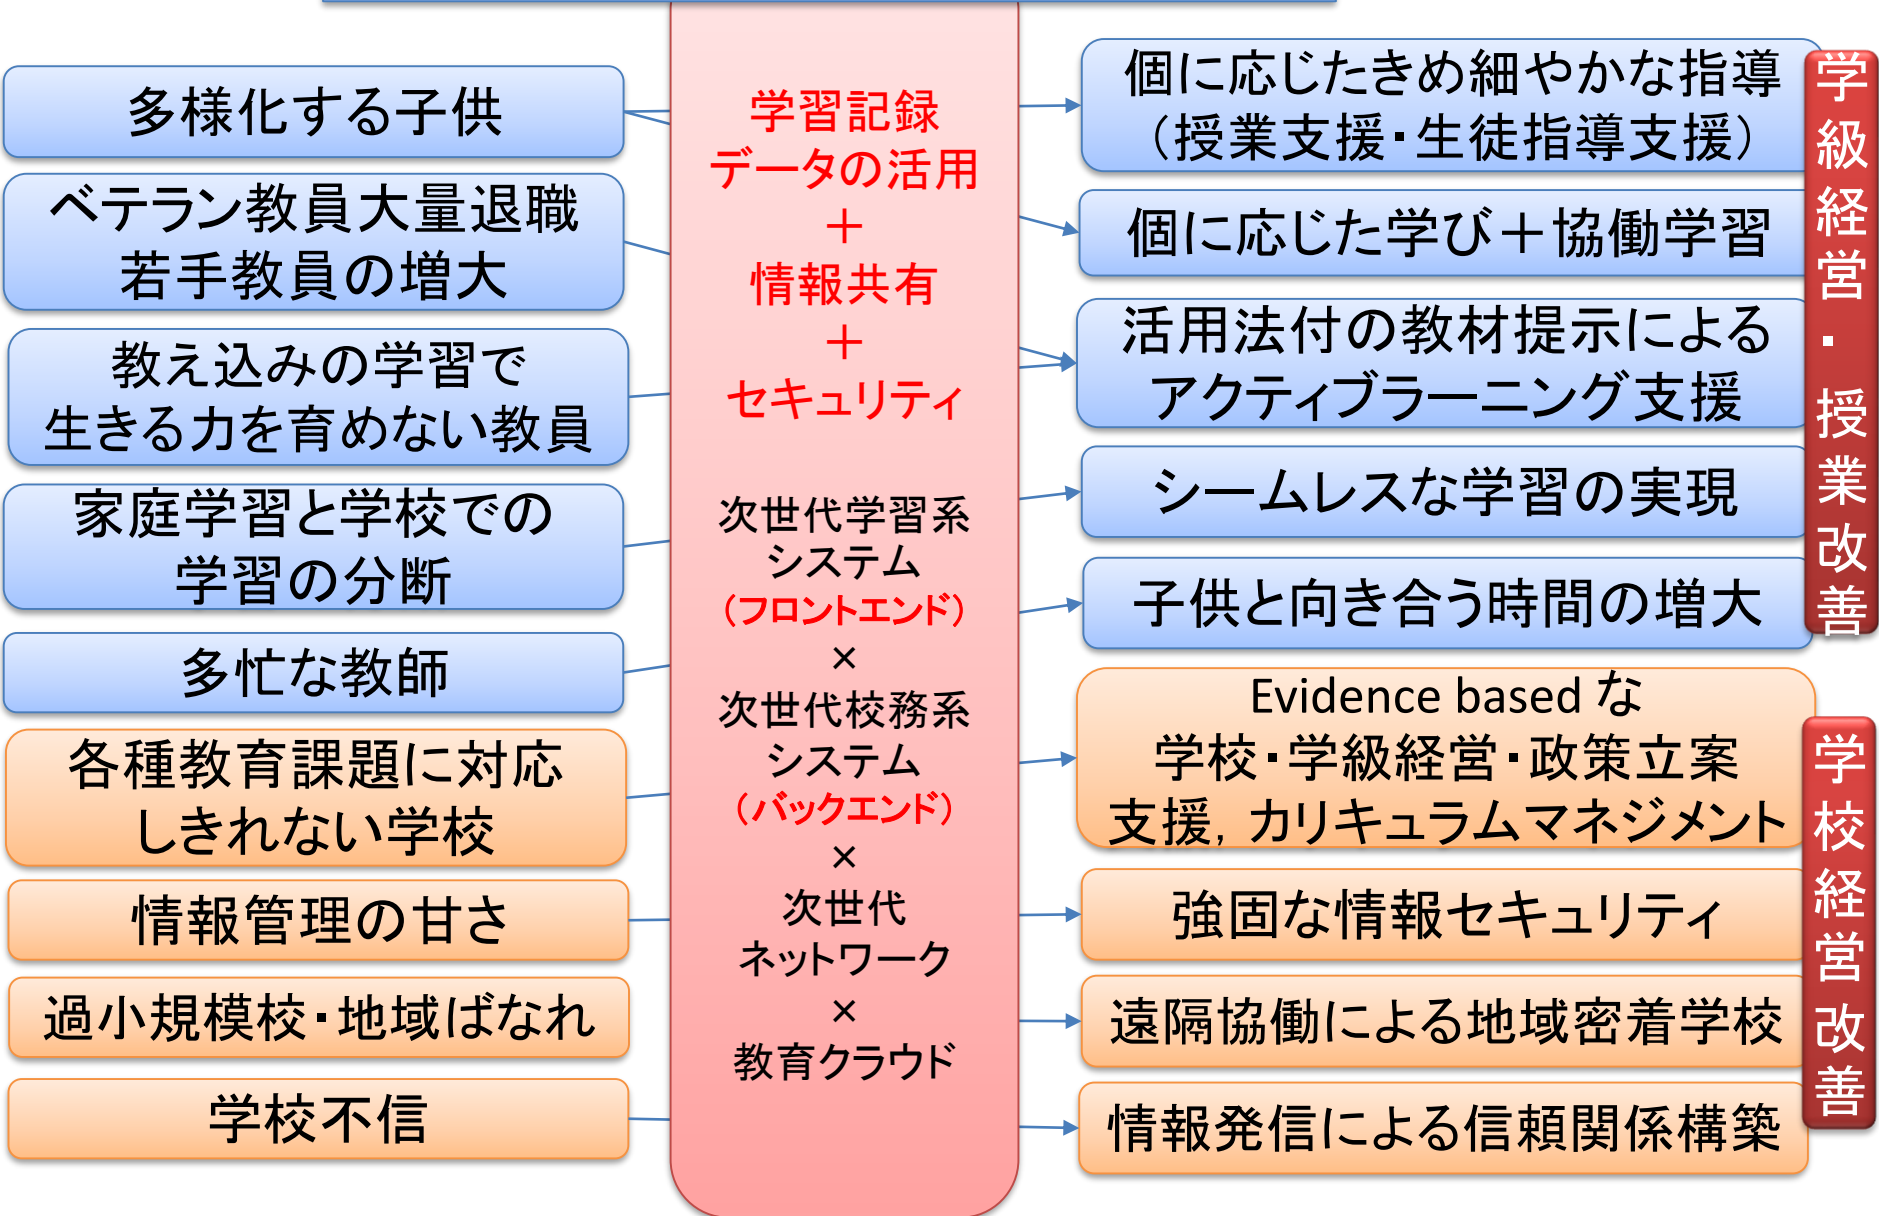 多様化する子供
ベテラン教員大量退職
若手教員の増大
教え込みの学習で
生きる力を育めない教員
家庭学習と学校での
学習の分断
多忙な教師
各種教育課題に対応
しきれない学校
情報管理の甘さ
過小規模校・地域ばなれ
学校不信
学習記録
データの活用
＋
情報共有
＋
セキュリティ
次世代学習系
システム
（フロントエンド）
×
次世代校務系
システム
（バックエンド）
×
次世代
ネットワーク
×
教育クラウド
個に応じたきめ細やかな指導
（授業支援・生徒指導支援）
個に応じた学び＋協働学習
活用法付の教材提示による
アクティブラーニング支援
シームレスな学習の実現
子供と向き合う時間の増大
Evidence based な
学校・学級経営・政策立案
支援，カリキュラムマネジメント
強固な情報セキュリティ
遠隔協働による地域密着学校
情報発信による信頼関係構築
学級経営・授業改善
学校経営改善